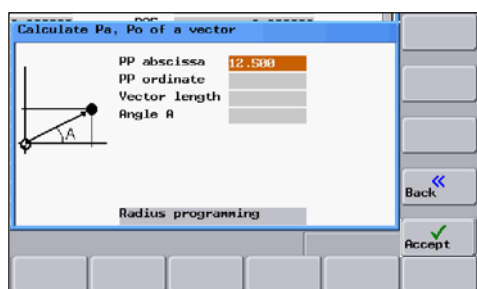 Calculate Pa, Po of a vector
PP abscissa 12.500
PP ordinate
Vector length
Angle A
A
Radius programming
Back
Accept